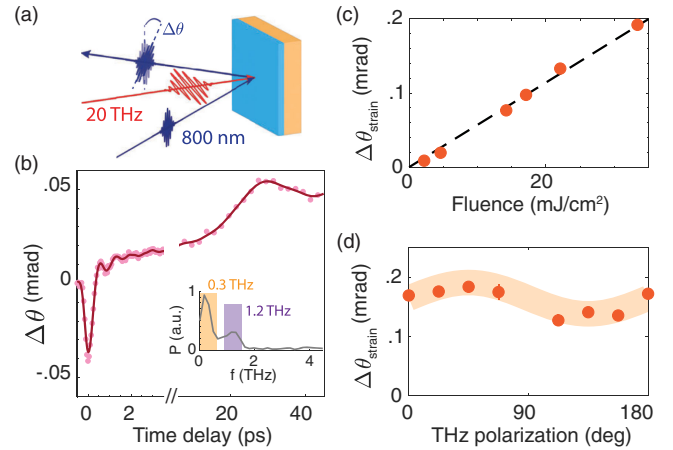 (a)
Δθ
20 THz
800 nm
(b)
.05
0
-.05
Δθ (mrad)
0
2
20
40
Time delay (ps)
1
0
P (a.u.)
0.3 THz
1.2 THz
0
2
4
f (THz)
(c)
.2
.1
0
Δθstrain (mrad)
0
20
Fluence (mJ/cm²)
(d)
.2
.1
0
Δθstrain (mrad)
0
90
180
THz polarization (deg)